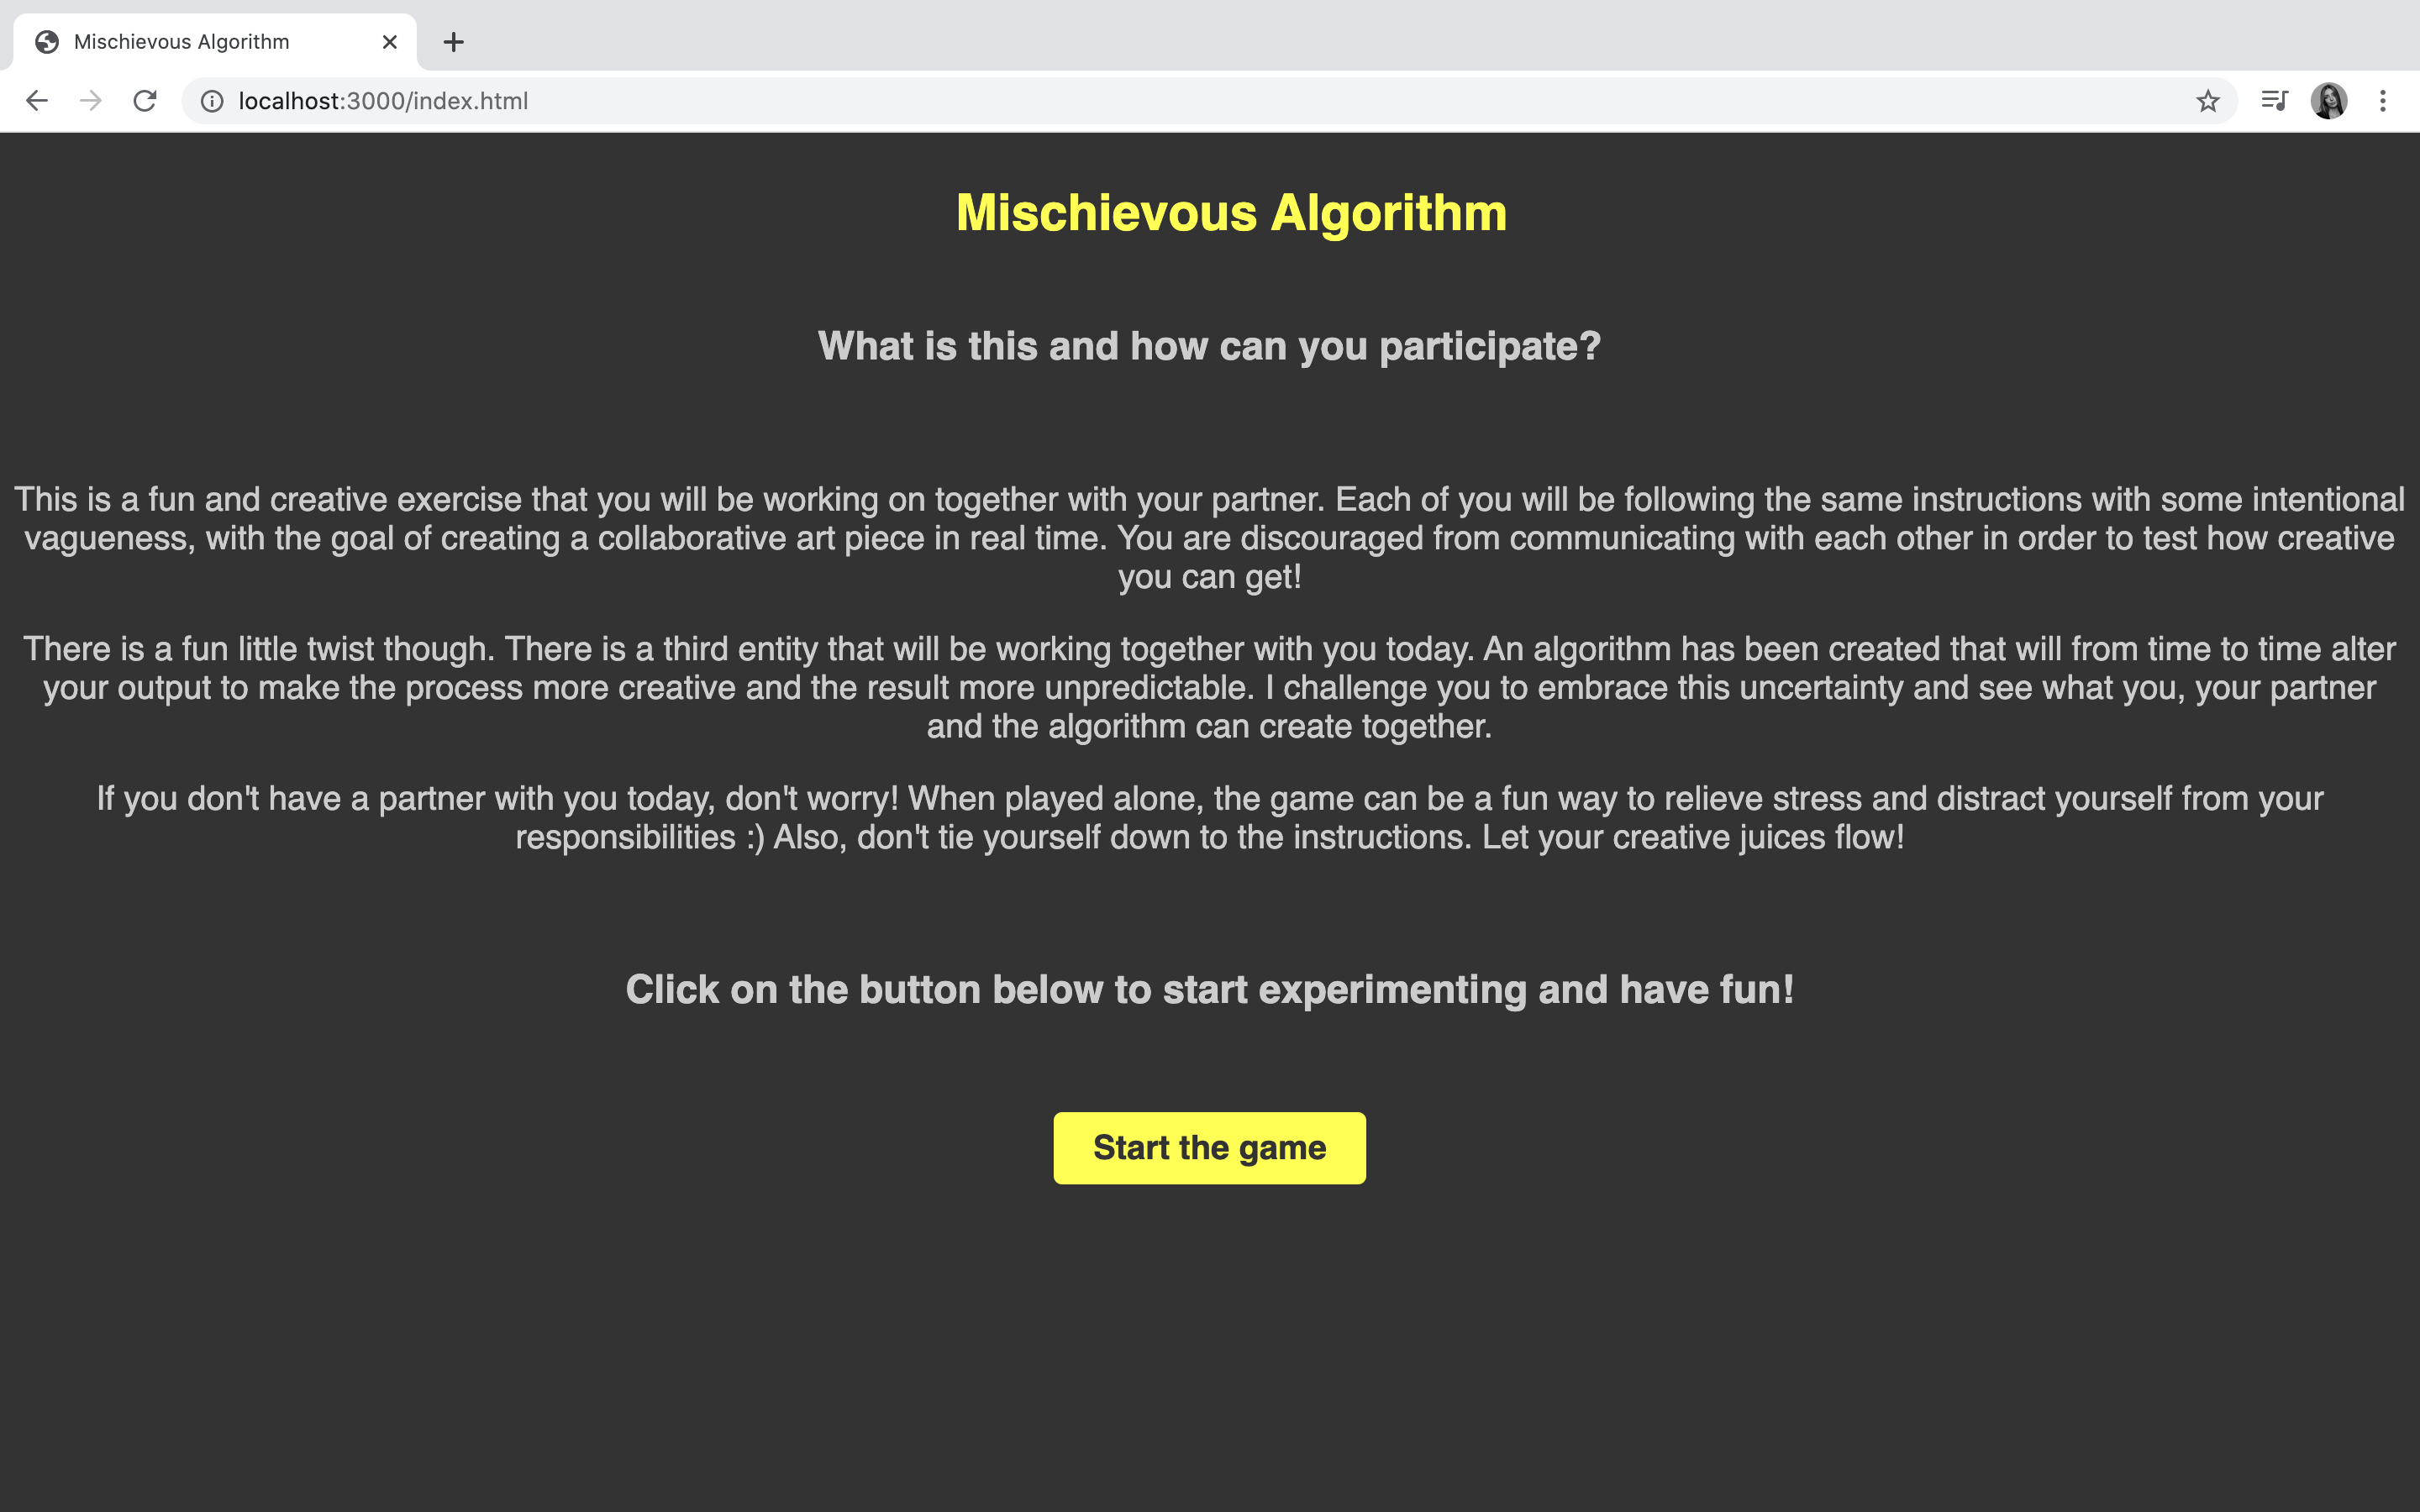 Mischievous Algorithm
localhost:3000/index.html
Mischievous Algorithm
What is this and how can you participate?
This is a fun and creative exercise that you will be working on together with your partner. Each of you will be following the same instructions with some intentional
vagueness, with the goal of creating a collaborative art piece in real time. You are discouraged from communicating with each other in order to test how creative
you can get!
There is a fun little twist though. There is a third entity that will be working together with you today. An algorithm has been created that will from time to time alter
your output to make the process more creative and the result more unpredictable. I challenge you to embrace this uncertainty and see what you, your partner
and the algorithm can create together.
If you don't have a partner with you today, don't worry! When played alone, the game can be a fun way to relieve stress and distract yourself from your
responsibilities :) Also, don't tie yourself down to the instructions. Let your creative juices flow!
Click on the button below to start experimenting and have fun!
Start the game